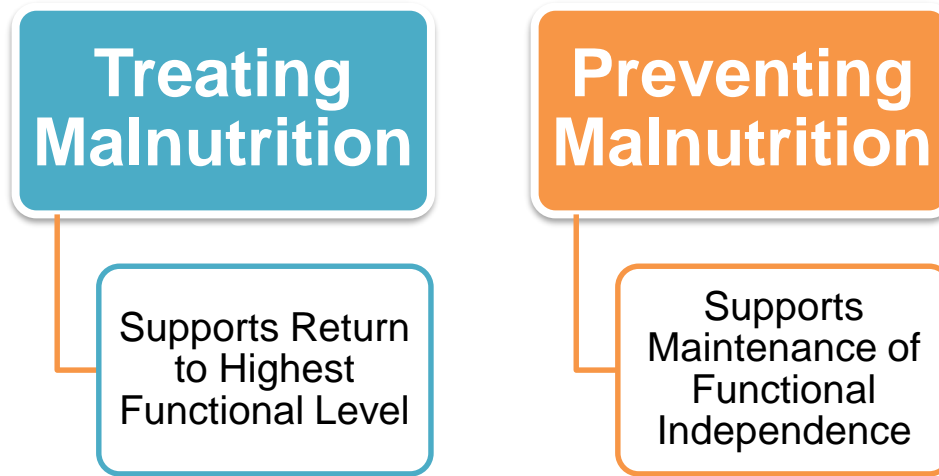 Treating
Malnutrition
Supports Return
to Highest
Functional Level
Preventing
Malnutrition
Supports
Maintenance of
Functional
Independence